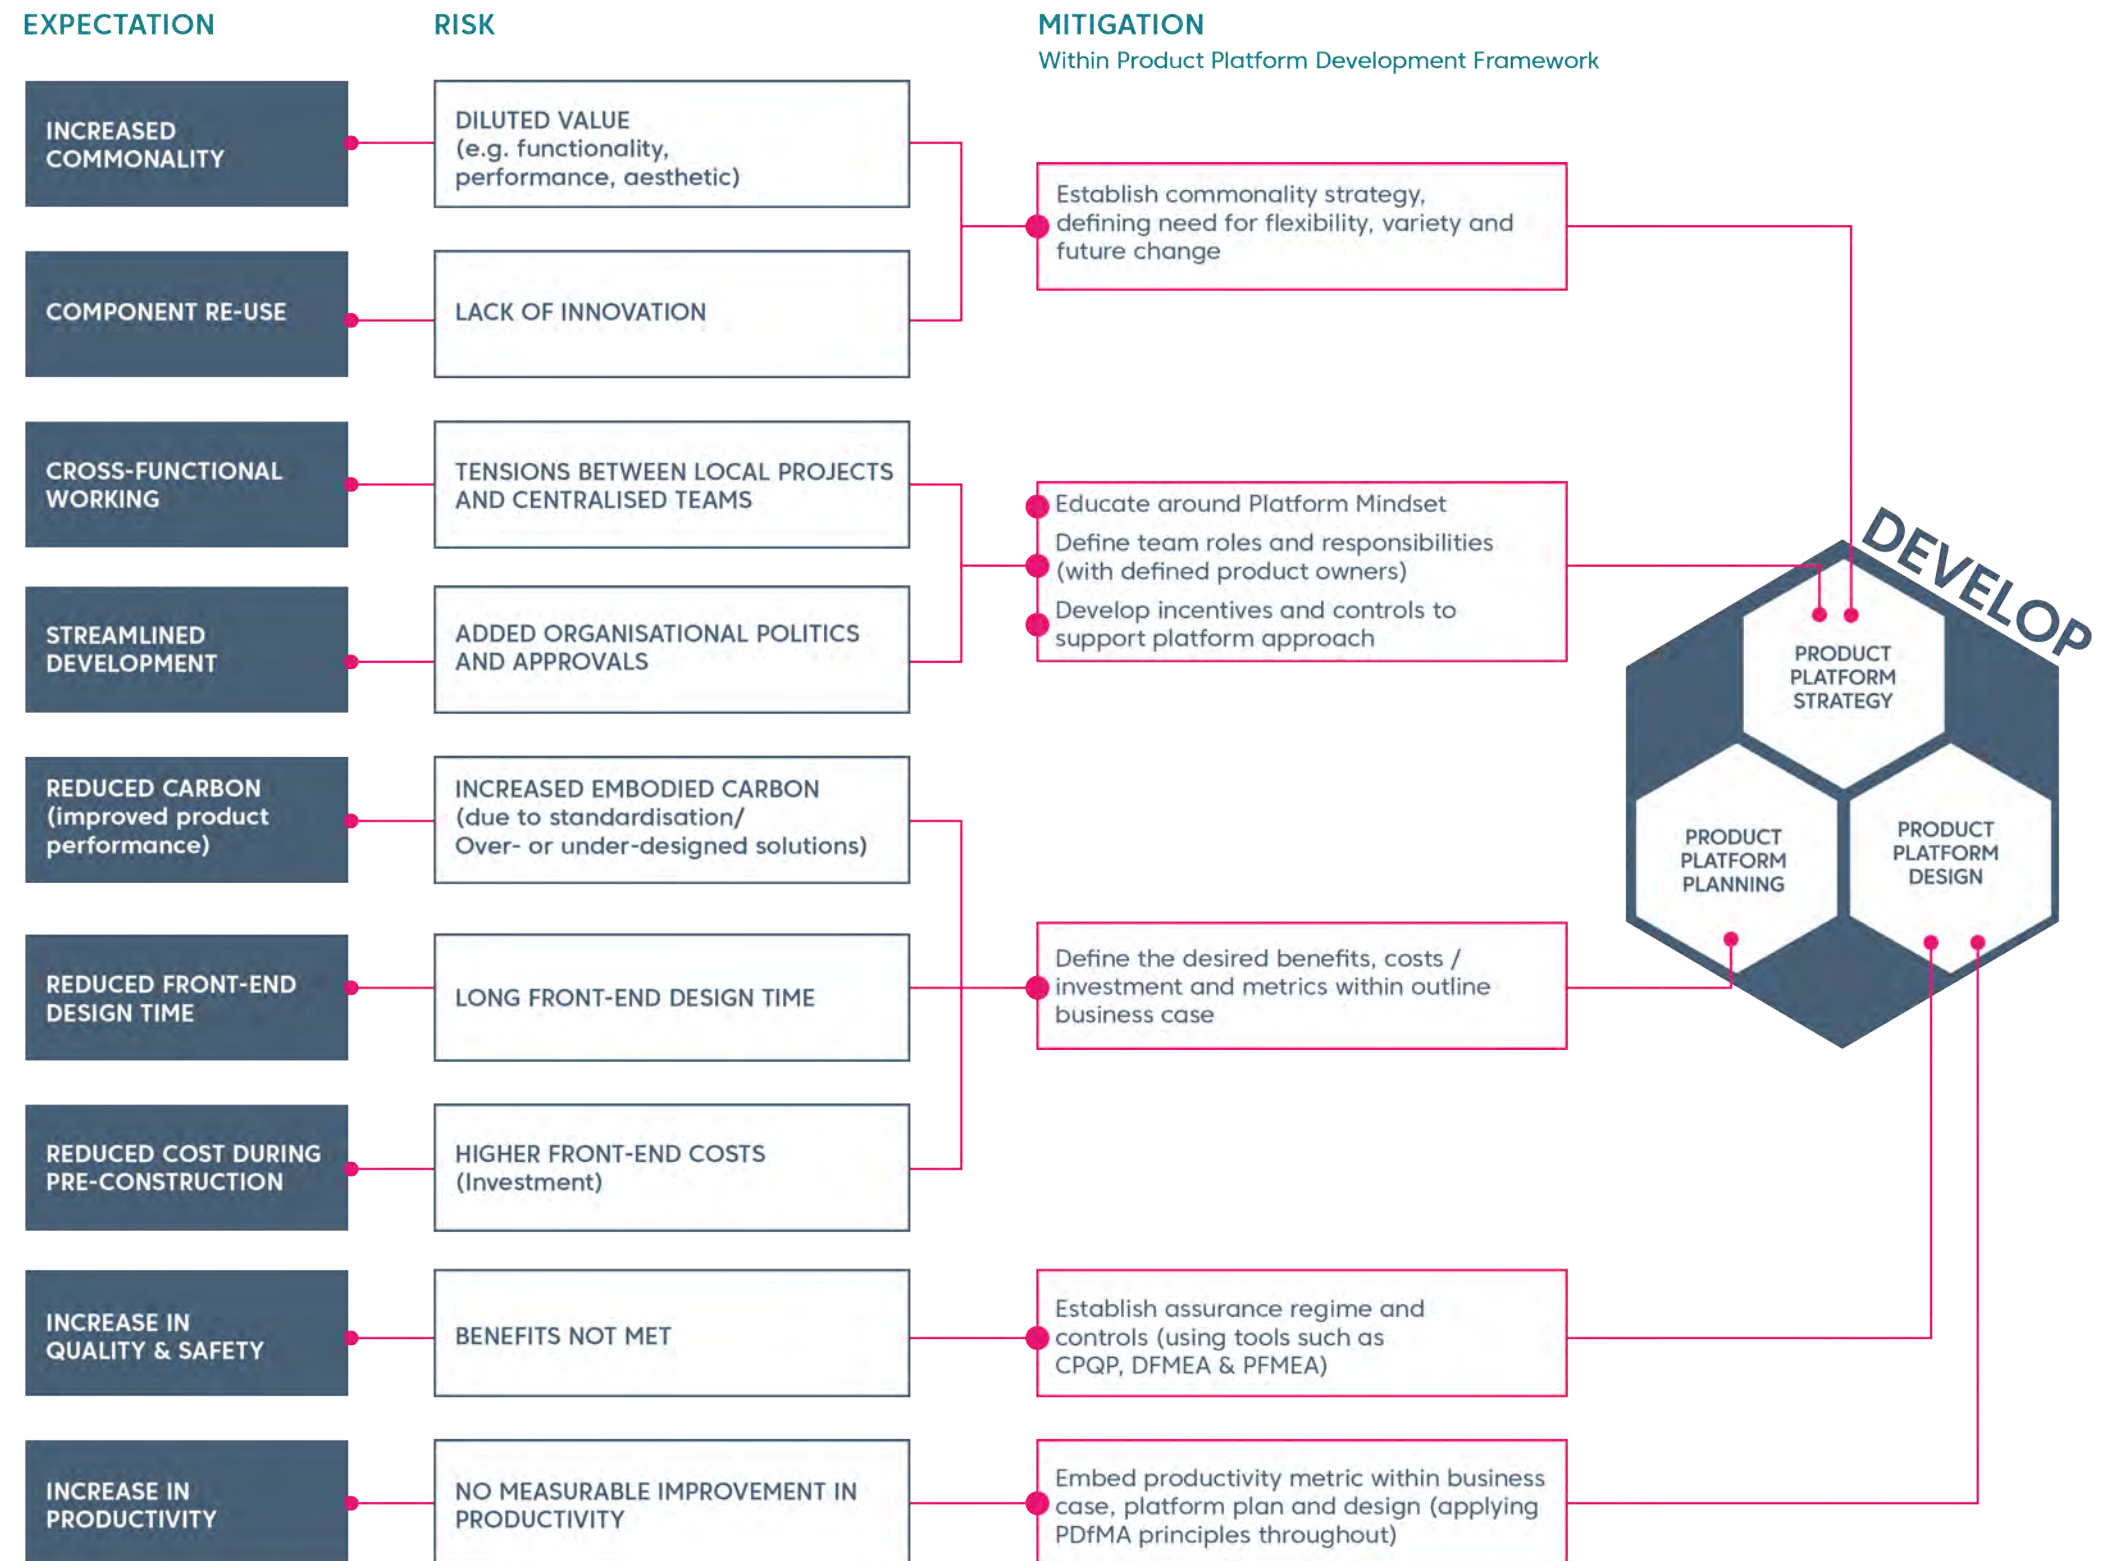 EXPECTATION
RISK
MITIGATION
Within Product Platform Development Framework
INCREASED
COMMONALITY
DILUTED VALUE
(e.g. functionality,
performance, aesthetic)
Establish commonality strategy,
defining need for flexibility, variety and
future change
COMPONENT RE-USE
LACK OF INNOVATION
CROSS-FUNCTIONAL
WORKING
TENSIONS BETWEEN LOCAL PROJECTS
AND CENTRALISED TEAMS
Educate around Platform Mindset
Define team roles and responsibilities
(with defined product owners)
Develop incentives and controls to
support platform approach
STREAMLINED
DEVELOPMENT
ADDED ORGANISATIONAL POLITICS
AND APPROVALS
DEVELOP
PRODUCT
PLATFORM
STRATEGY
PRODUCT
PLATFORM
PLANNING
PRODUCT
PLATFORM
DESIGN
REDUCED CARBON
(improved product
performance)
INCREASED EMBODIED CARBON
(due to standardisation/
Over- or under-designed solutions)
REDUCED FRONT-END
DESIGN TIME
LONG FRONT-END DESIGN TIME
Define the desired benefits, costs /
investment and metrics within outline
business case
REDUCED COST DURING
PRE-CONSTRUCTION
HIGHER FRONT-END COSTS
(Investment)
INCREASE IN
QUALITY & SAFETY
BENEFITS NOT MET
Establish assurance regime and
controls (using tools such as
CPQP, DFMEA & PFMEA)
INCREASE IN
PRODUCTIVITY
NO MEASURABLE IMPROVEMENT IN
PRODUCTIVITY
Embed productivity metric within business
case, platform plan and design (applying
PDfMA principles throughout)